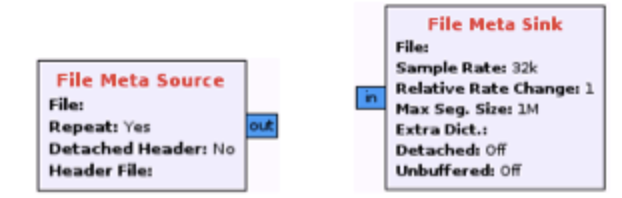 File Meta Source
File:
Repeat: Yes
Detached Header: No
Header File:
out
File Meta Sink
File:
Sample Rate: 32k
Relative Rate Change: 1
Max Seg. Size: 1M
Extra Dict.:
Detached: Off
Unbuffered: Off
in